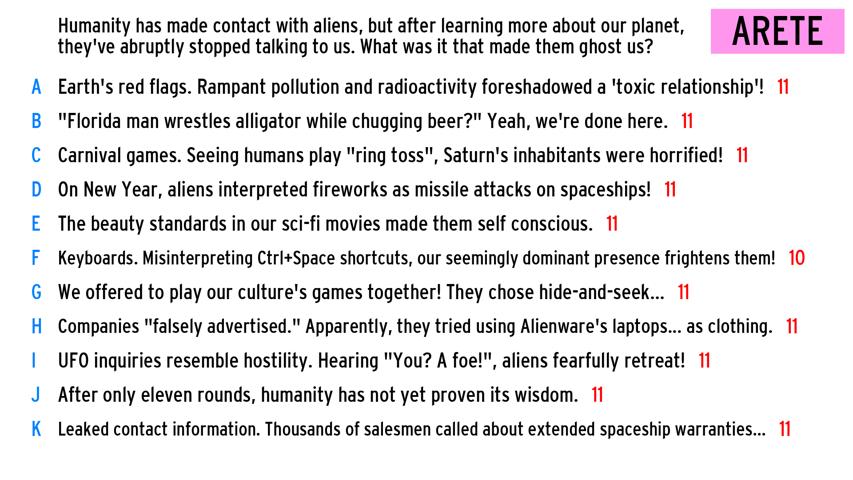 Humanity has made contact with aliens, but after learning more about our planet,
they've abruptly stopped talking to us. What was it that made them ghost us?
ARETE
A Earth's red flags. Rampant pollution and radioactivity foreshadowed a 'toxic relationship'! 11
B "Florida man wrestles alligator while chugging beer?" Yeah, we're done here. 11
C Carnival games. Seeing humans play "ring toss", Saturn's inhabitants were horrified! 11
D On New Year, aliens interpreted fireworks as missile attacks on spaceships! 11
E The beauty standards in our sci-fi movies made them self conscious. 11
F Keyboards. Misinterpreting Ctrl+Space shortcuts, our seemingly dominant presence frightens them! 10
G We offered to play our culture's games together! They chose hide-and-seek... 11
H Companies "falsely advertised." Apparently, they tried using Alienware's laptops... as clothing. 11
I UFO inquiries resemble hostility. Hearing "You? A foe!", aliens fearfully retreat! 11
J After only eleven rounds, humanity has not yet proven its wisdom. 11
K Leaked contact information. Thousands of salesmen called about extended spaceship warranties... 11